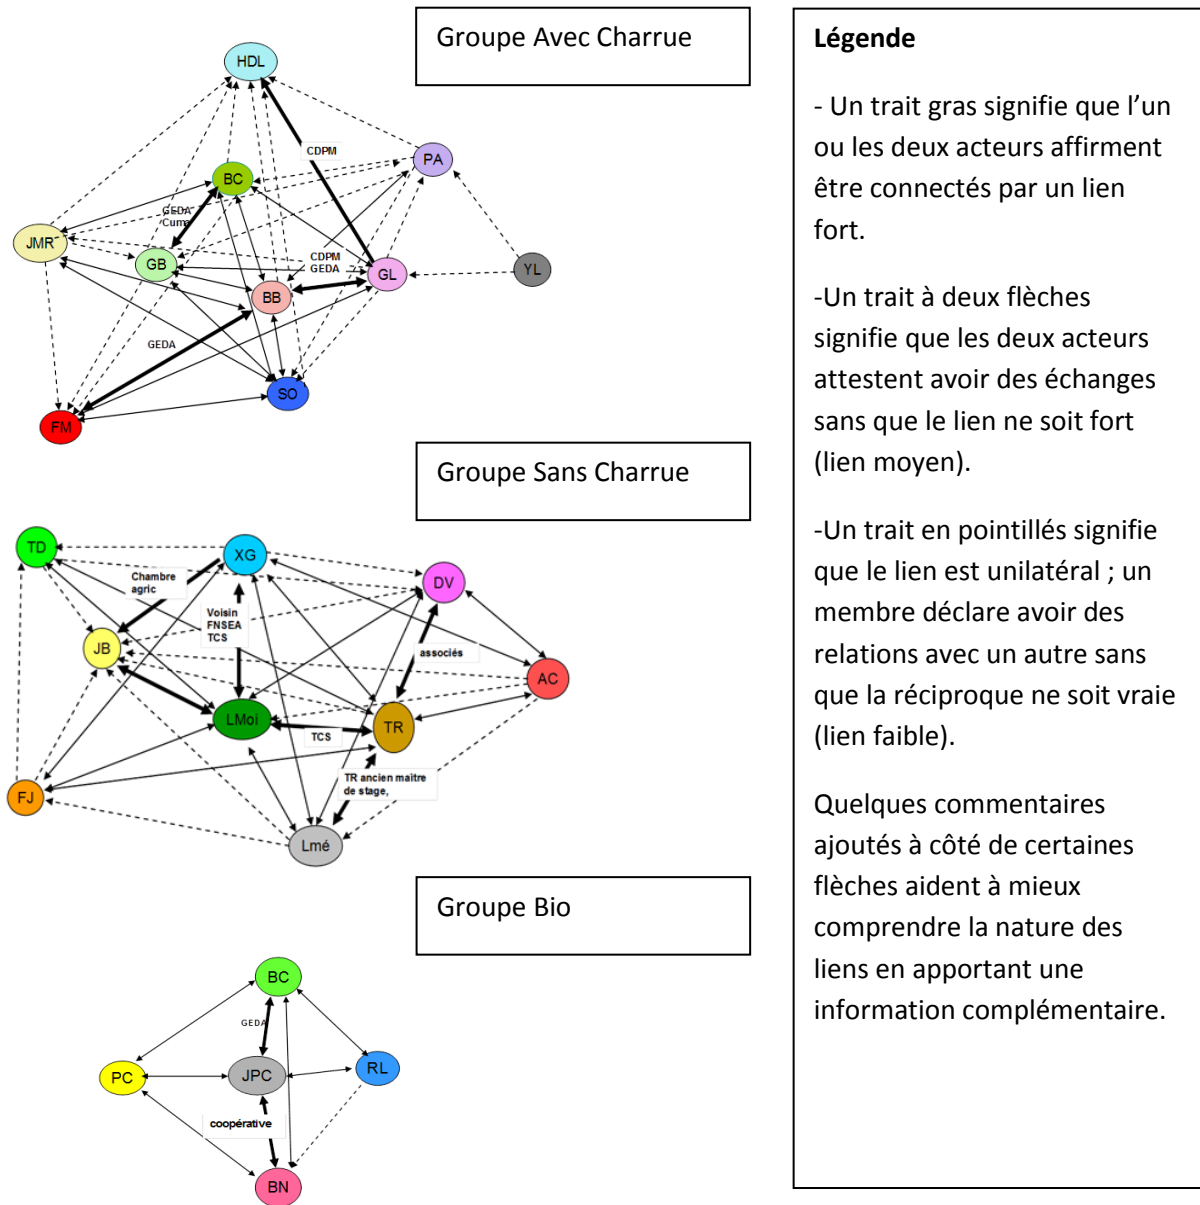 Groupe Avec Charrue
HDL
CDPM
PA
BC
GEDA
Cuma
JMR
GB
CDPM
GEDA
GL
YL
BB
GEDA
SO
FM
Groupe Sans Charrue
TD
XG
Chambre
agric
DV
Voisin
FNSEA
TCS
JB
associés
AC
LMoi
TR
TCS
TR ancien maître
de stage,
FJ
Lmé
Groupe Bio
BC
GEDA
RL
PC
JPC
coopérative
BN
Légende
- Un trait gras signifie que l’un
ou les deux acteurs affirment
être connectés par un lien
fort.
-Un trait à deux flèches
signifie que les deux acteurs
attestent avoir des échanges
sans que le lien ne soit fort
(lien moyen).
-Un trait en pointillés signifie
que le lien est unilatéral ; un
membre déclare avoir des
relations avec un autre sans
que la réciproque ne soit vraie
(lien faible).
Quelques commentaires
ajoutés à côté de certaines
flèches aident à mieux
comprendre la nature des
liens en apportant une
information complémentaire.